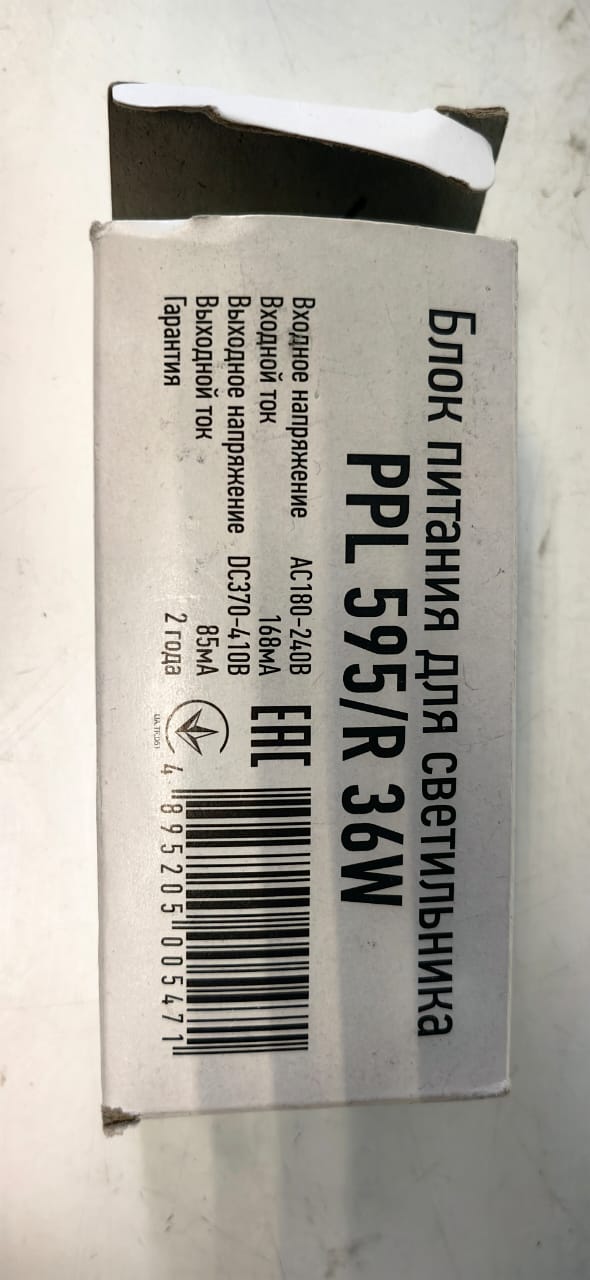 Блок питания для светильника
PPL 595/R 36W
Входное напряжение AC180-240В
Входной ток 168мА
Выходное напряжение DC370-410В
Выходной ток 85мА
Гарантия 2 года
EAC
4 895205 005471